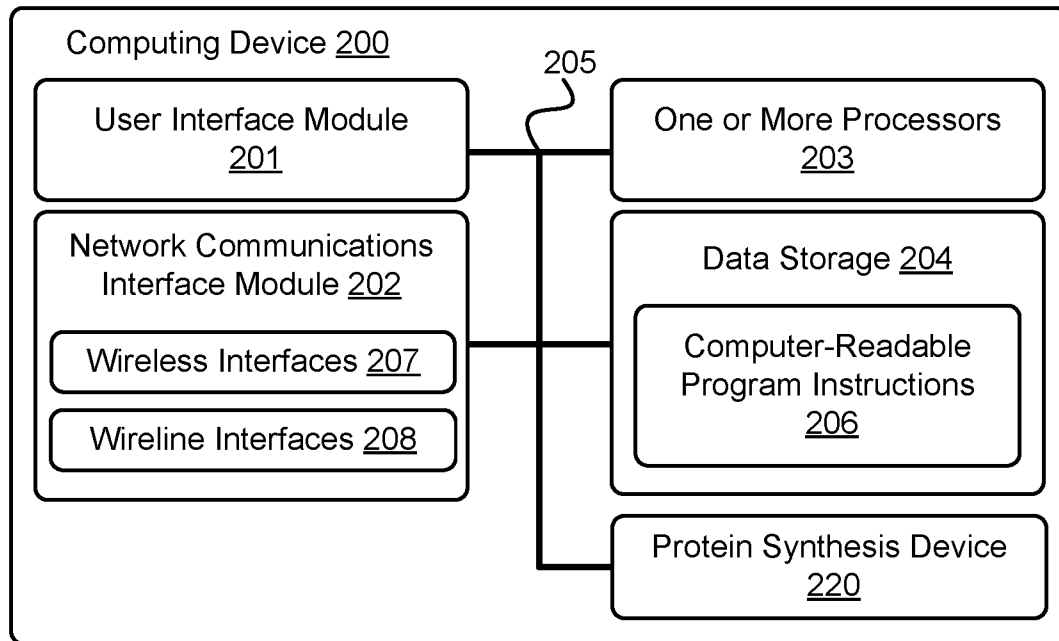 Computing Device 200
205
User Interface Module
201
One or More Processors
203
Network Communications
Interface Module 202
Wireless Interfaces 207
Wireline Interfaces 208
Data Storage 204
Computer-Readable
Program Instructions
206
Protein Synthesis Device
220